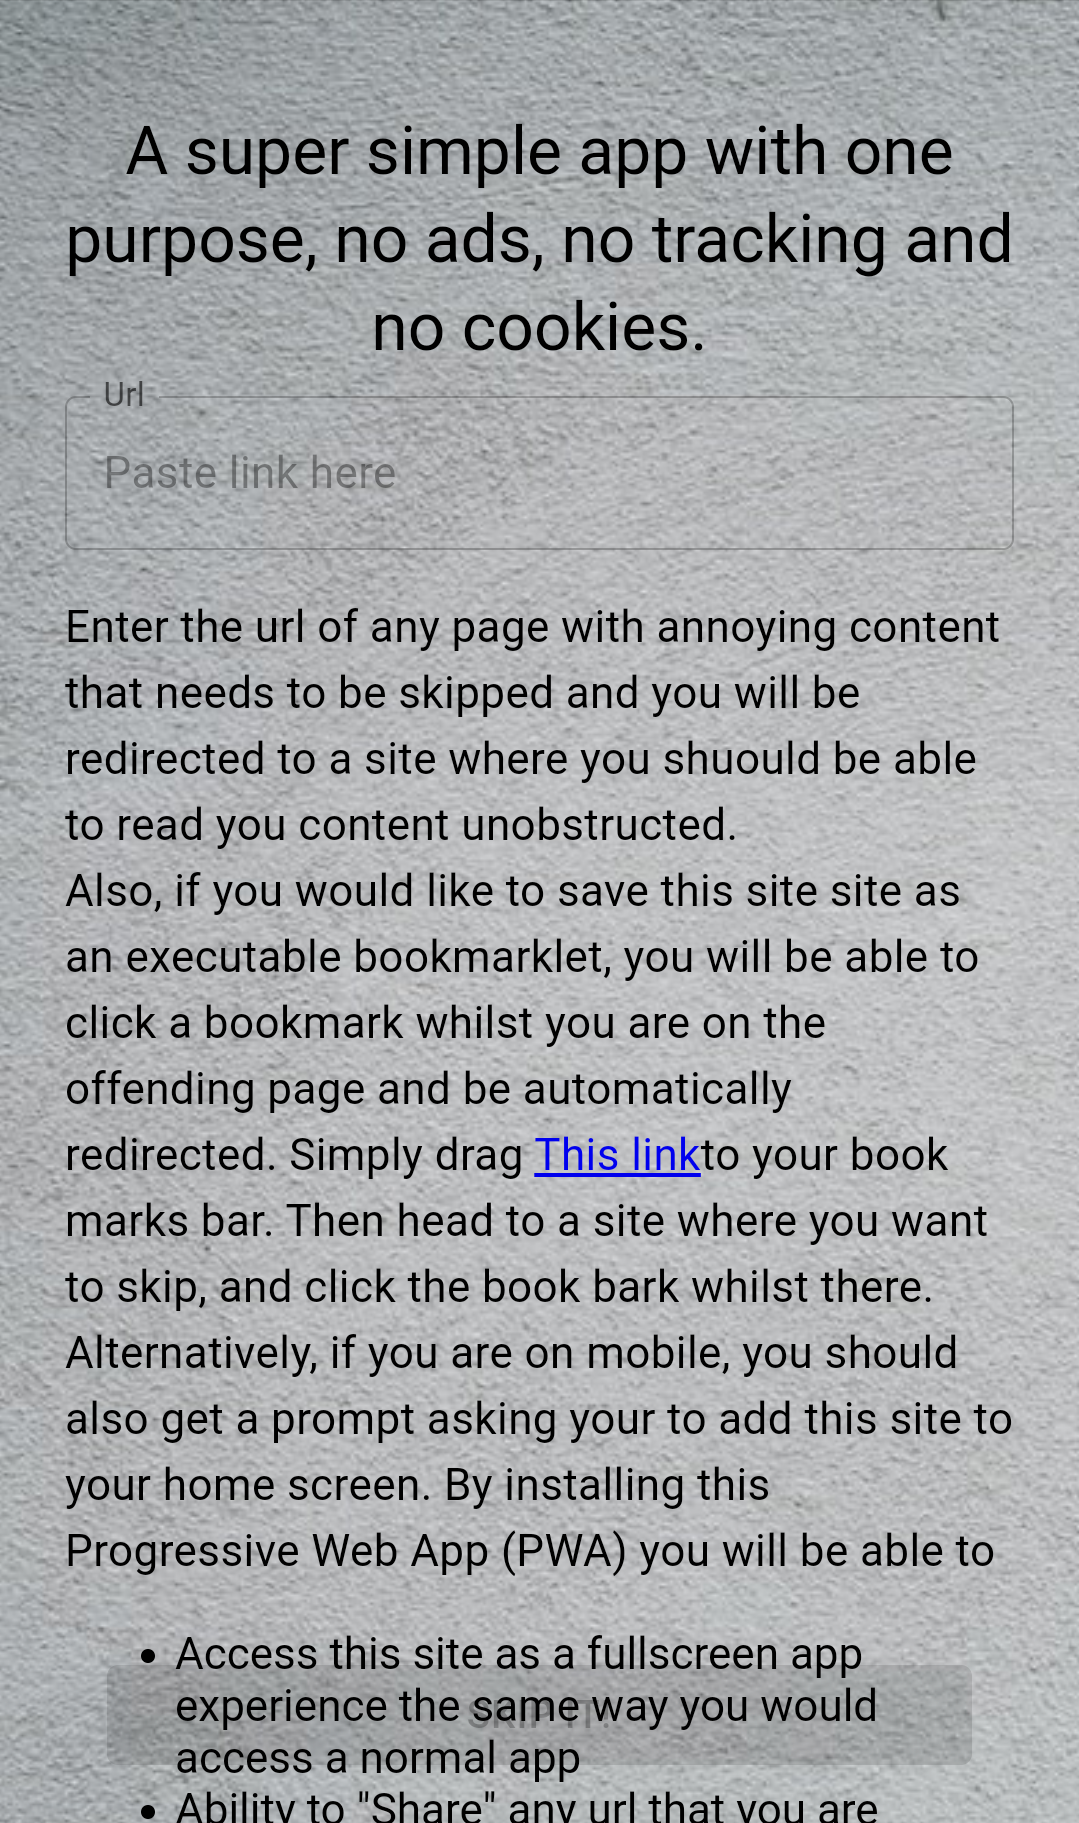 A super simple app with one
purpose, no ads, no tracking and
no cookies.
Url
Paste link here
Enter the url of any page with annoying content
that needs to be skipped and you will be
redirected to a site where you shuould be able
to read you content unobstructed.
Also, if you would like to save this site site as
an executable bookmarklet, you will be able to
click a bookmark whilst you are on the
offending page and be automatically
redirected. Simply drag This linkto your book
marks bar. Then head to a site where you want
to skip, and click the book bark whilst there.
Alternatively, if you are on mobile, you should
also get a prompt asking your to add this site to
your home screen. By installing this
Progressive Web App (PWA) you will be able to
• Access this site as a fullscreen app
experience the same way you would
access a normal app
SKIP IT!
• Ability to "Share" any url that you are